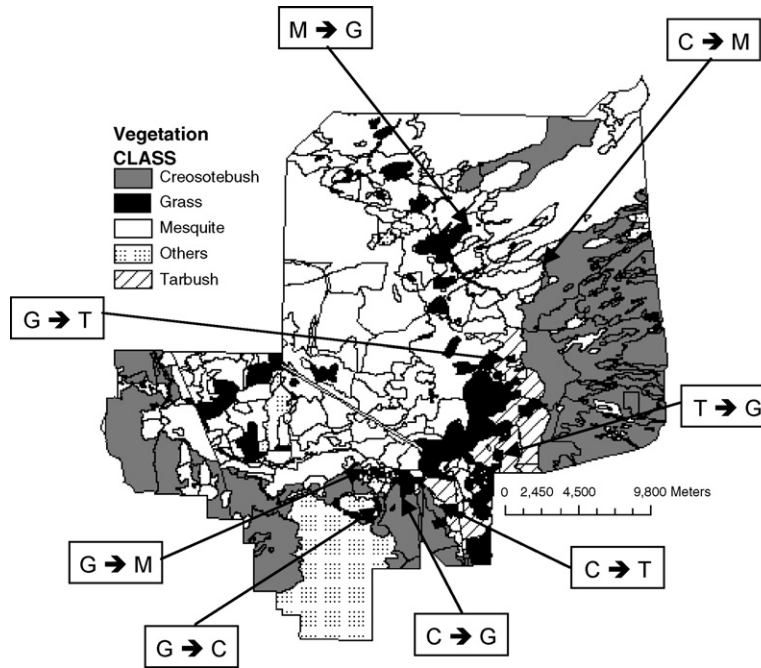 M ➔ G
C ➔ M
Vegetation
CLASS
Creosotebush
Grass
Mesquite
Others
Tarbush
G ➔ T
T ➔ G
0 2,450 4,500 9,800 Meters
G ➔ M
C ➔ T
G ➔ C
C ➔ G